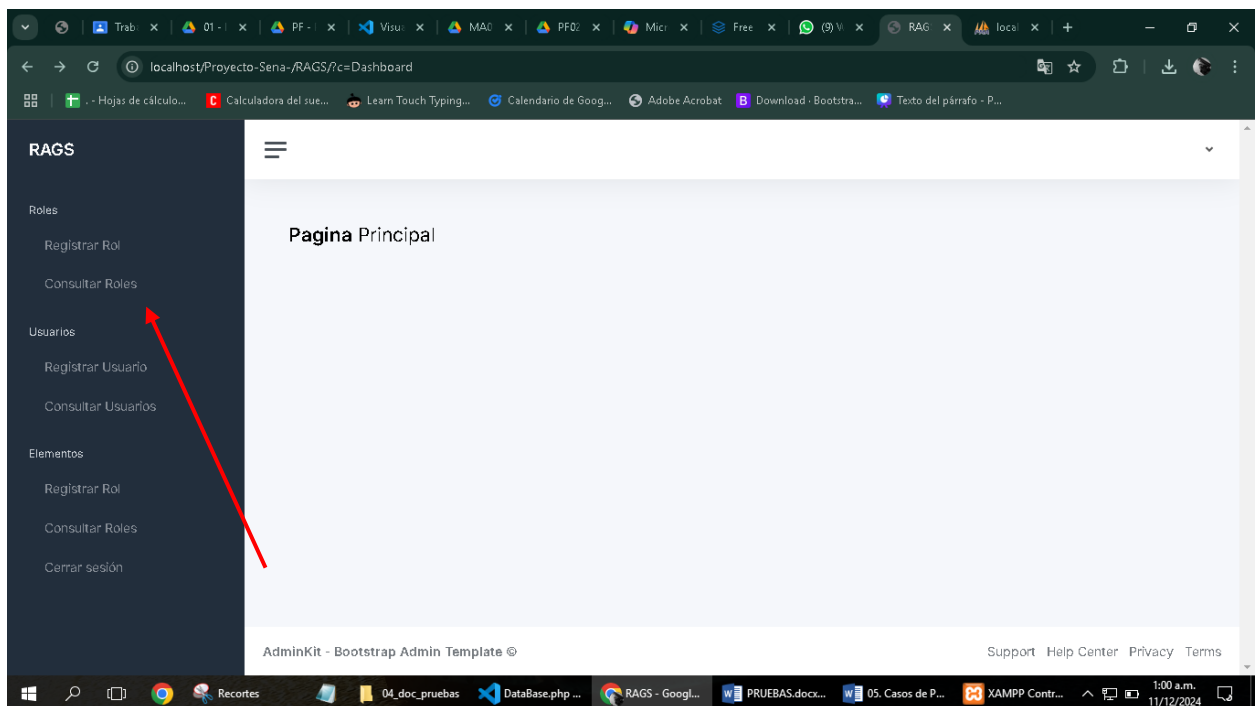 Trab
01 - I
PF - I
Visu
MA0
PF02
Micr
Free
(9) W
RAG
local
localhost/Proyecto-Sena-/RAGS/?c=Dashboard
. - Hojas de cálculo...
Calculadora del sue...
Learn Touch Typing...
Calendario de Goog...
Adobe Acrobat
Download · Bootstra...
Texto del párrafo - P...
RAGS
Roles
Registrar Rol
Consultar Roles
Usuarios
Registrar Usuario
Consultar Usuarios
Elementos
Registrar Rol
Consultar Roles
Cerrar sesión
Pagina Principal
AdminKit - Bootstrap Admin Template ©
Support Help Center Privacy Terms
Recortes
04_doc_pruebas
DataBase.php ...
RAGS - Googl...
PRUEBAS.docx...
05. Casos de P...
XAMPP Contr...
1:00 a.m.
11/12/2024